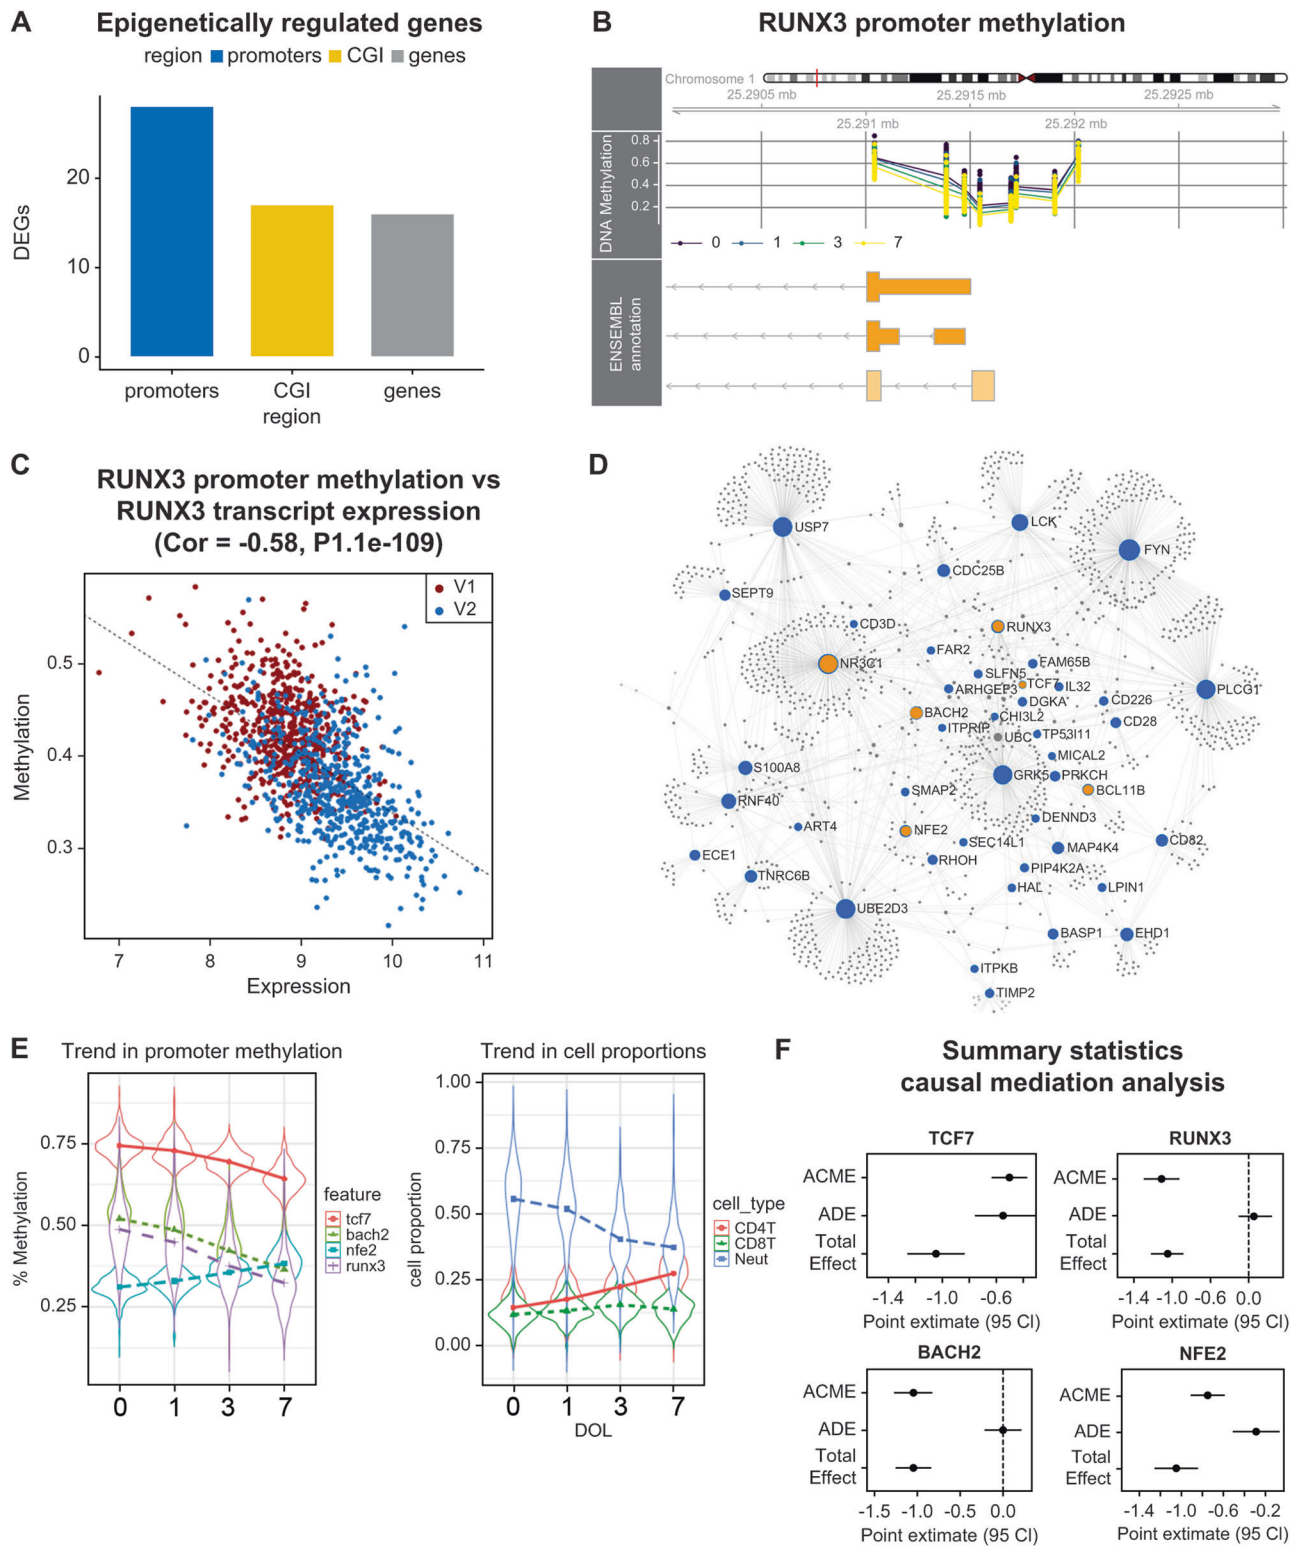 A
Epigenetically regulated genes
region promoters CGI genes
DEGs
20
10
0
promoters CGI genes
region
B
RUNX3 promoter methylation
Chromosome 1
25.2905 mb 25.2915 mb 25.2925 mb
25.291 mb 25.292 mb
DNA Methylation
0.8
0.6
0.4
0.2
0 1 3 7
ENSEMBL
annotation
C
RUNX3 promoter methylation vs
RUNX3 transcript expression
(Cor = -0.58, P1.1e-109)
V1
V2
Methylation
0.5
0.4
0.3
7 8 9 10 11
Expression
D
USP7
LCK
FYN
CDC25B
SEPT9
CD3D
RUNX3
FAR2
NR3C1
FAM65B
SLFN5
TCF7
IL32
ARHGEF3
PLCG1
DGKA
CD226
BACH2
CHI3L2
CD28
ITPRIP
UBC
TP53I11
MICAL2
S100A8
GRK5
PRKCH
SMAP2
BCL11B
RNF40
DENND3
ART4
NFE2
SEC14L1
CD82
MAP4K4
ECE1
RHOH
PIP4K2A
TNRC6B
HAL
LPIN1
UBE2D3
BASP1
EHD1
ITPKB
TIMP2
E
Trend in promoter methylation
% Methylation
0.75
0.50
0.25
0 1 3 7
feature
tcf7
bach2
nfe2
runx3
Trend in cell proportions
cell proportion
1.00
0.75
0.50
0.25
0.00
0 1 3 7
DOL
cell_type
CD4T
CD8T
Neut
F
Summary statistics
causal mediation analysis
TCF7
ACME
ADE
Total
Effect
-1.4 -1.0 -0.6
Point extimate (95 CI)
RUNX3
ACME
ADE
Total
Effect
-1.4 -1.0 -0.6 0.0
Point extimate (95 CI)
BACH2
ACME
ADE
Total
Effect
-1.5 -1.0 -0.5 0.0
Point extimate (95 CI)
NFE2
ACME
ADE
Total
Effect
-1.4 -1.0 -0.6 -0.2
Point extimate (95 CI)